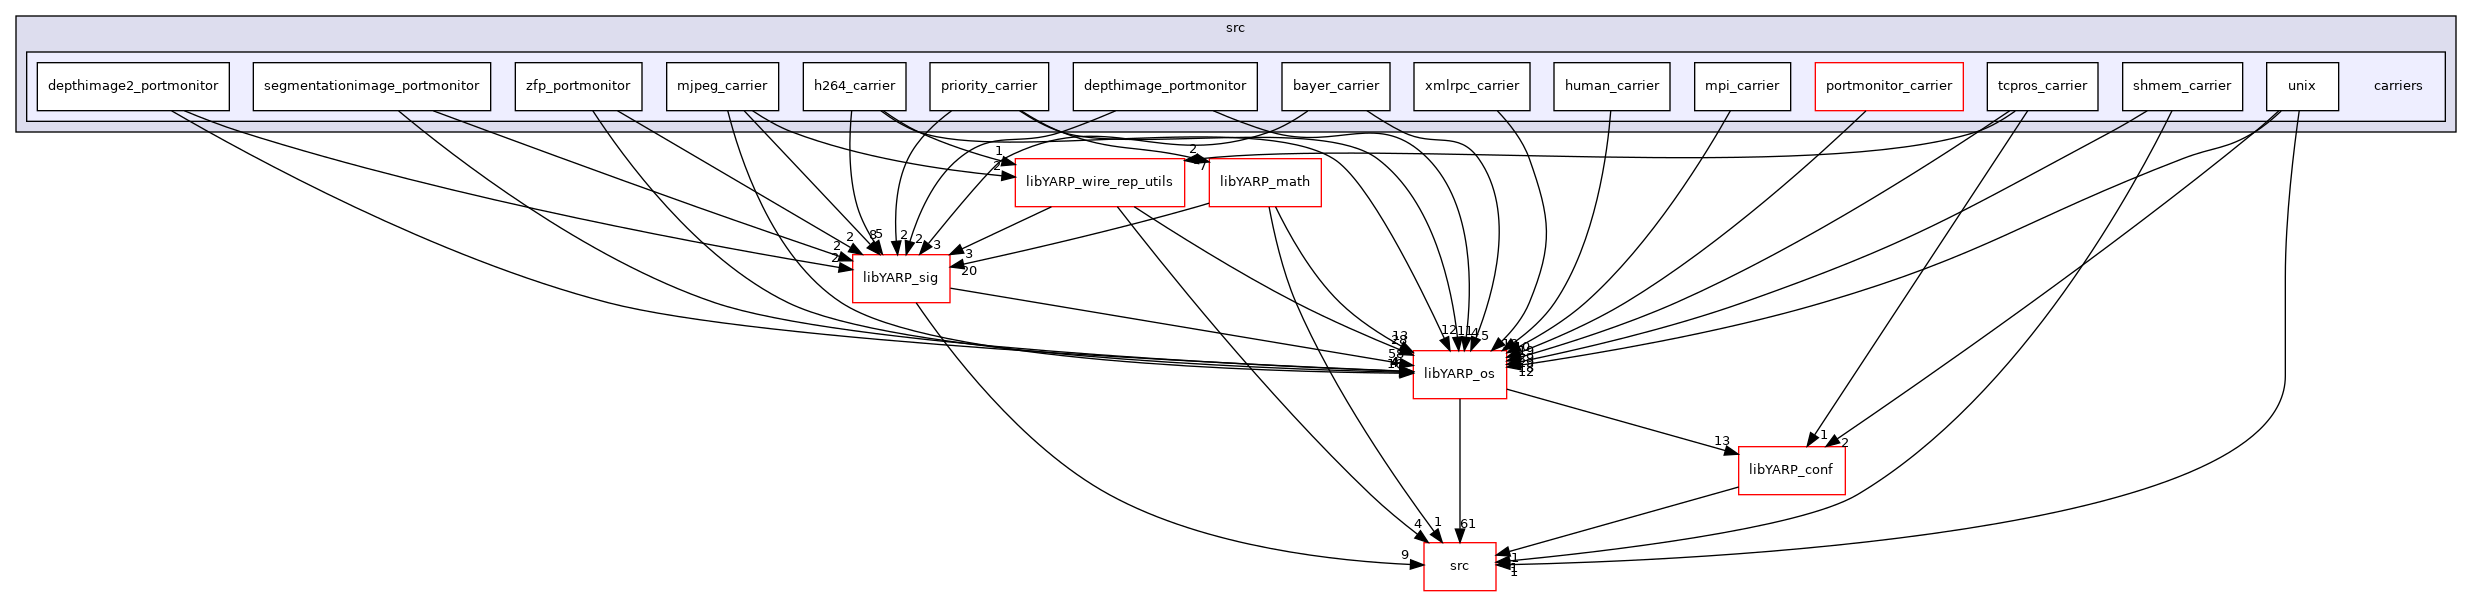 src
depthimage2_portmonitor
segmentationimage_portmonitor
zfp_portmonitor
mjpeg_carrier
h264_carrier
priority_carrier
depthimage_portmonitor
bayer_carrier
xmlrpc_carrier
human_carrier
mpi_carrier
portmonitor_carrier
tcpros_carrier
shmem_carrier
unix
carriers
1
2
2
7
libYARP_wire_rep_utils
libYARP_math
2
2
2
8
5
2
2
3
3
20
libYARP_sig
12
11
4
5
12
libYARP_os
13
1
2
libYARP_conf
4
1
61
9
1
1
src